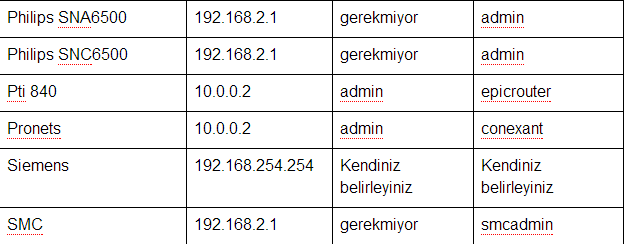 Philips SNA6500 192.168.2.1 gerekmiyor admin
Philips SNC6500 192.168.2.1 gerekmiyor admin
Pti 840 10.0.0.2 admin epicrouter
Pronets 10.0.0.2 admin conexant
Siemens 192.168.254.254 Kendiniz Kendiniz
belirleyiniz belirleyiniz
SMC 192.168.2.1 gerekmiyor smcadmin